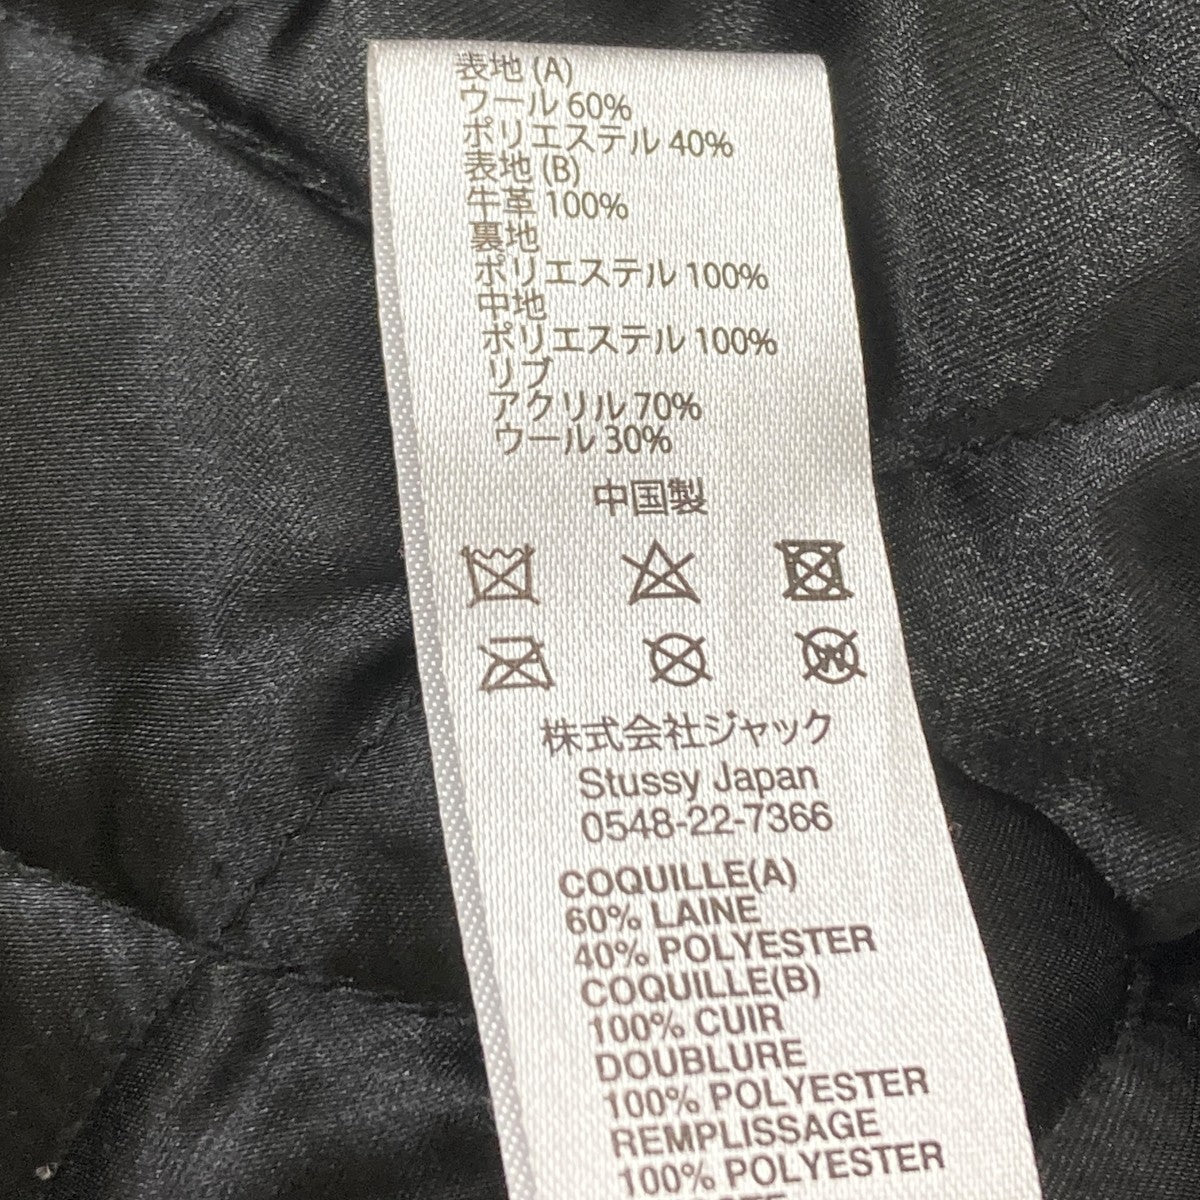 表地 (A)
ウール 60%
ポリエステル 40%
表地 (B)
牛革 100%
裏地
ポリエステル 100%
中地
ポリエステル 100%
リブ
アクリル 70%
ウール 30%
中国製
W
株式会社ジャック
Stussy Japan
0548-22-7366
COQUILLE(A)
60% LAINE
40% POLYESTER
COQUILLE(B)
100% CUIR
DOUBLURE
100% POLYESTER
REMPLISSAGE
100% POLYESTER